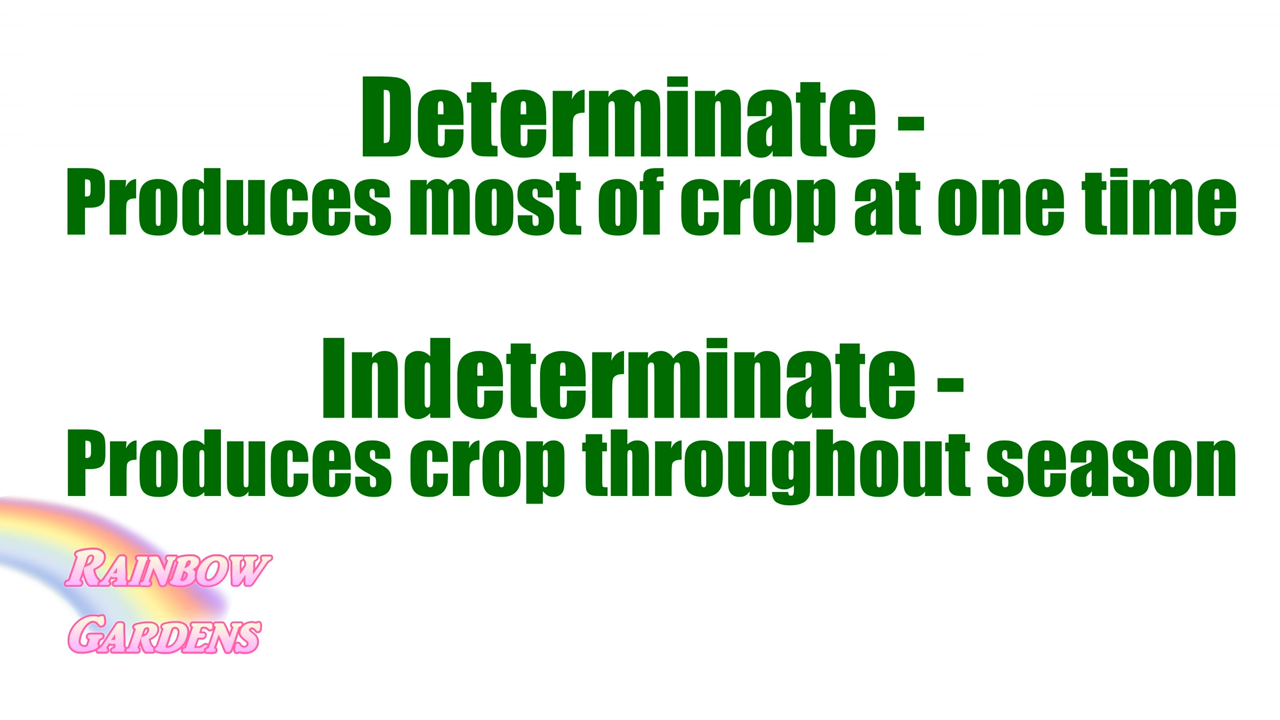 Determinate -
Produces most of crop at one time
Indeterminate -
Produces crop throughout season
Rainbow
Gardens